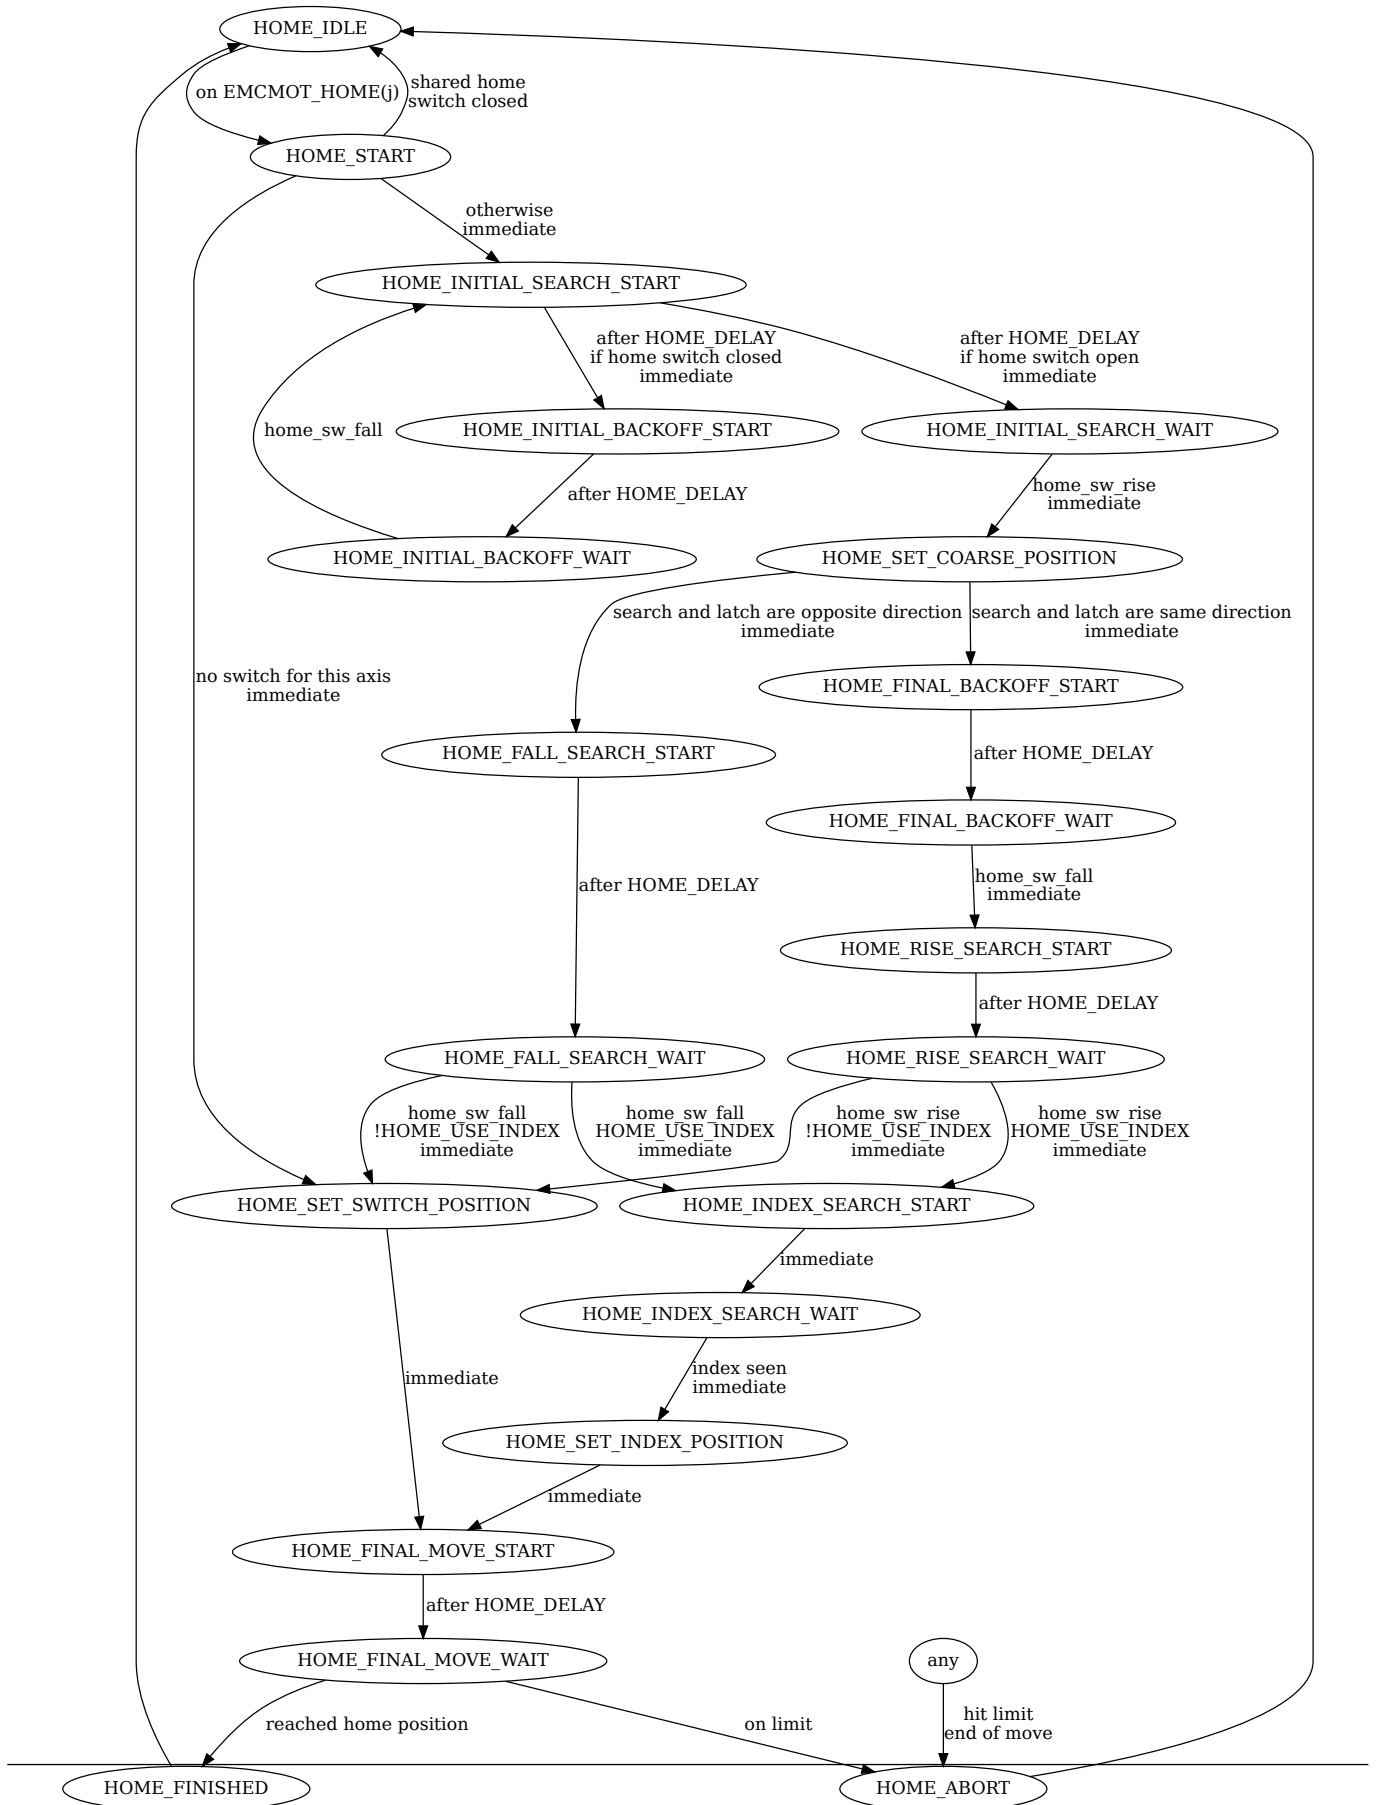 HOME_IDLE
on EMCMOT_HOME(j)
shared home
switch closed
HOME_START
otherwise
immediate
HOME_INITIAL_SEARCH_START
after HOME_DELAY
if home switch closed
immediate
after HOME_DELAY
if home switch open
immediate
home_sw_fall
HOME_INITIAL_BACKOFF_START
HOME_INITIAL_SEARCH_WAIT
after HOME_DELAY
home_sw_rise
immediate
HOME_INITIAL_BACKOFF_WAIT
HOME_SET_COARSE_POSITION
search and latch are opposite direction
immediate
search and latch are same direction
immediate
no switch for this axis
immediate
HOME_FINAL_BACKOFF_START
HOME_FALL_SEARCH_START
after HOME_DELAY
HOME_FINAL_BACKOFF_WAIT
after HOME_DELAY
home_sw_fall
immediate
HOME_RISE_SEARCH_START
after HOME_DELAY
HOME_FALL_SEARCH_WAIT
HOME_RISE_SEARCH_WAIT
home_sw_fall
!HOME_USE_INDEX
immediate
home_sw_fall
HOME_USE_INDEX
immediate
home_sw_rise
!HOME_USE_INDEX
immediate
home_sw_rise
HOME_USE_INDEX
immediate
HOME_SET_SWITCH_POSITION
HOME_INDEX_SEARCH_START
immediate
HOME_INDEX_SEARCH_WAIT
immediate
index seen
immediate
HOME_SET_INDEX_POSITION
immediate
HOME_FINAL_MOVE_START
after HOME_DELAY
HOME_FINAL_MOVE_WAIT
any
reached home position
on limit
hit limit
end of move
HOME_FINISHED
HOME_ABORT